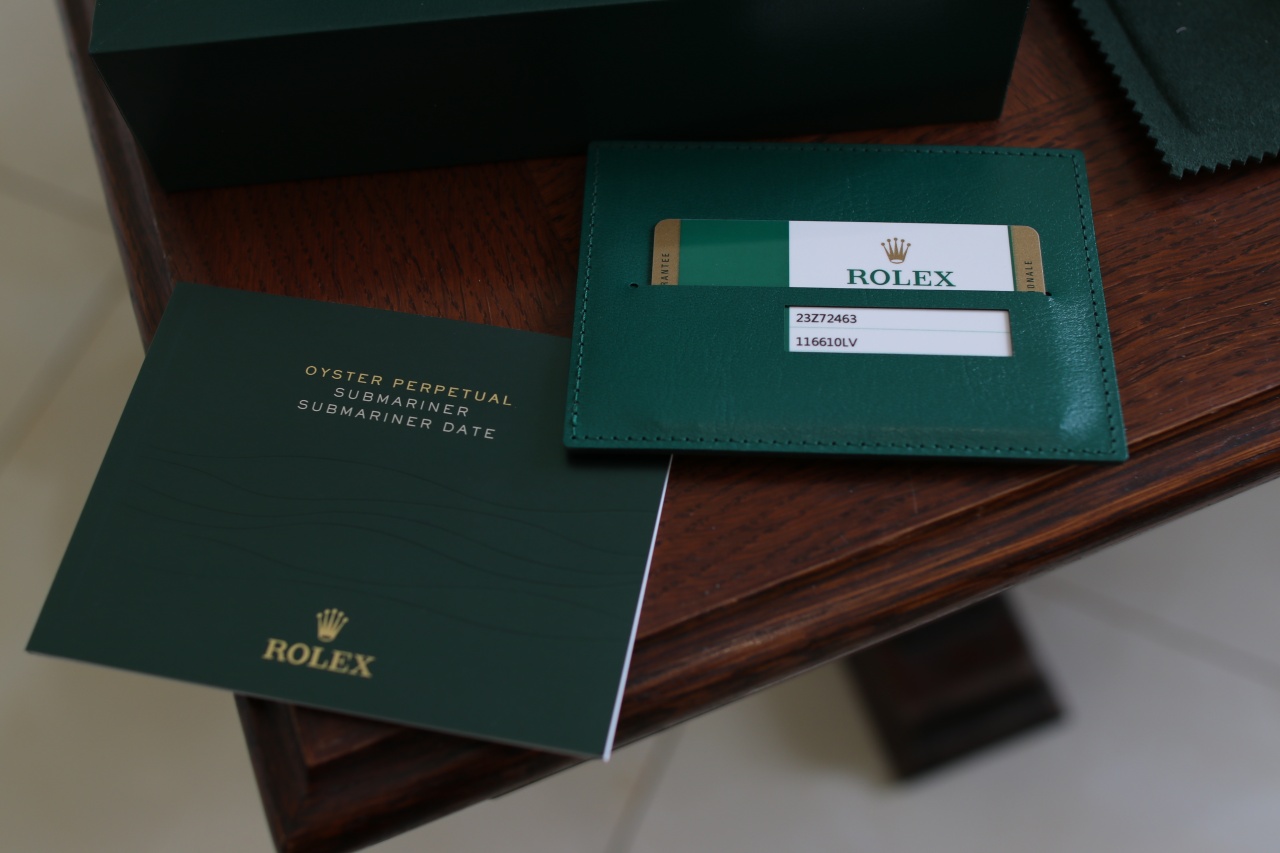 OYSTER PERPETUAL
SUBMARINER
SUBMARINER DATE
ROLEX
ROLEX
23Z72463
116610LV